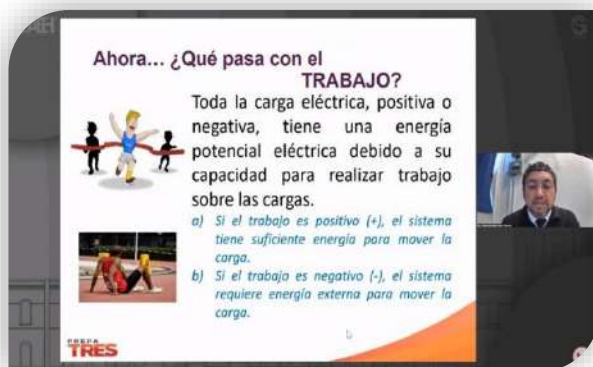 Ahora... ¿Qué pasa con el
TRABAJO?
Toda la carga eléctrica, positiva o
negativa, tiene una energía
potencial eléctrica debido a su
capacidad para realizar trabajo
sobre las cargas.
a) Si el trabajo es positivo (+), el sistema
tiene suficiente energía para mover la
carga.
b) Si el trabajo es negativo (-), el sistema
requiere energía externa para mover la
carga.
PREPA
TRES